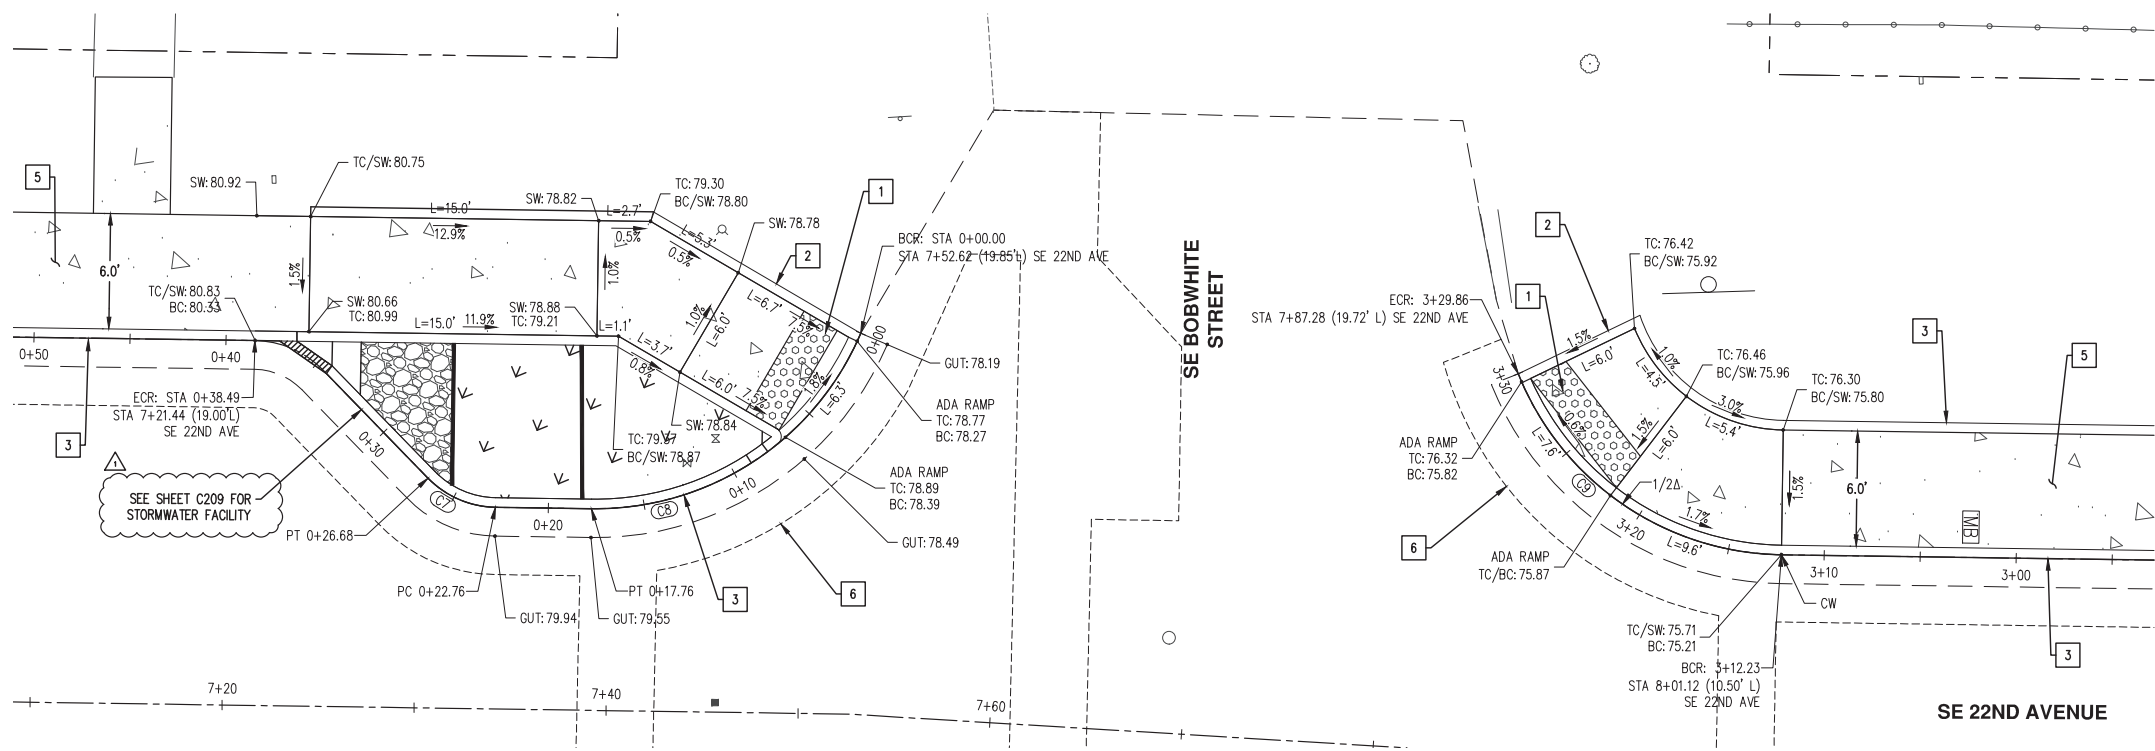 5
SW: 80.92
TC/SW: 80.75
L=15.0'
12.9%
SW: 78.82
L=2.7'
0.5%
TC: 79.30
BC/SW: 78.80
L=5.3'
0.5%
SW: 78.78
1
2
BCR: STA 0+00.00
STA 7+52.62 (19.85'L) SE 22ND AVE
6.0'
1.5%
1.0%
TC/SW: 80.83
BC: 80.33
SW: 80.66
TC: 80.99
L=15.0'
11.9%
SW: 78.88
TC: 79.21
L=1.1'
L=3.7'
0.8%
1.0%
L=6.0'
L=6.7'
7.5%
L=6.0'
7.5%
1.8%
L=6.3'
0+00
GUT: 78.19
ADA RAMP
TC: 78.77
BC: 78.27
0+50
0+40
ECR: STA 0+38.49
STA 7+21.44 (19.00'L)
SE 22ND AVE
3
1
SEE SHEET C209 FOR
STORMWATER FACILITY
0+30
SW: 78.84
TC: 79.37
BC/SW: 78.87
ADA RAMP
TC: 78.89
BC: 78.39
0+10
C7
C8
0+20
PT 0+26.68
GUT: 78.49
PC 0+22.76
PT 0+17.76
3
6
GUT: 79.94
GUT: 79.55
7+20
7+40
7+60
SE BOBWHITE
STREET
2
TC: 76.42
BC/SW: 75.92
1
ECR: 3+29.86
STA 7+87.28 (19.72' L) SE 22ND AVE
1.5%
L=6.0'
1.0%
L=4.5'
TC: 76.46
BC/SW: 75.96
3
5
TC: 76.30
BC/SW: 75.80
3.0%
L=5.4'
3+30
0.6%
L=7.6'
1.5%
L=6.0'
ADA RAMP
TC: 76.32
BC: 75.82
C9
1/2Δ
1.5%
6.0'
MB
6
3+20
1.7%
L=9.6'
ADA RAMP
TC/BC: 75.87
3+10
3+00
CW
TC/SW: 75.71
BC: 75.21
BCR: 3+12.23
STA 8+01.12 (10.50' L)
SE 22ND AVE
3
SE 22ND AVENUE